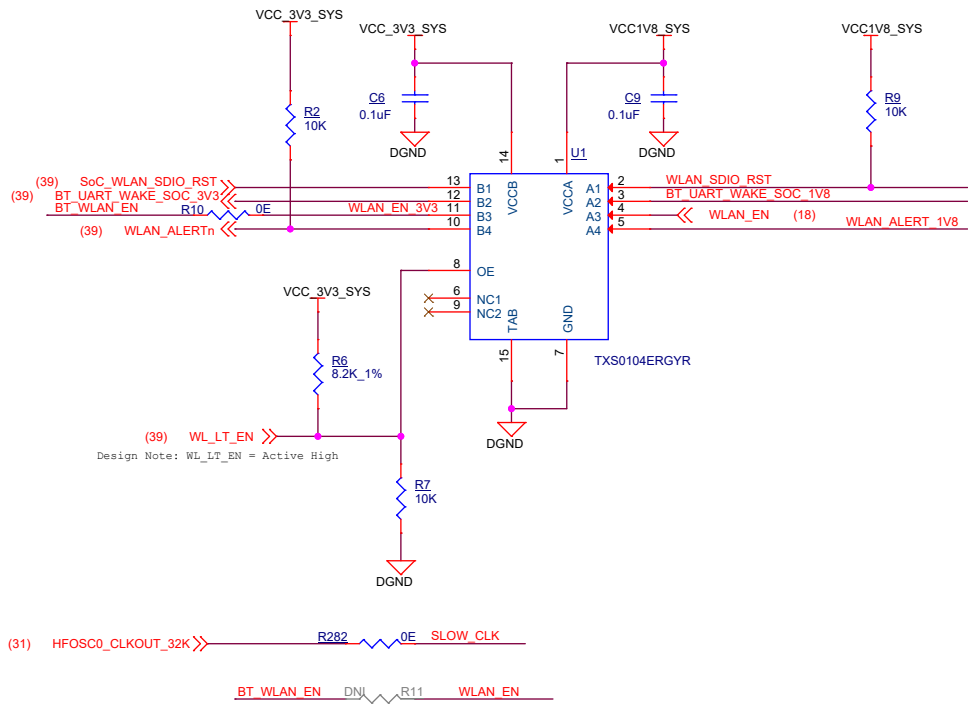 VCC_3V3_SYS
VCC_3V3_SYS
VCC1V8_SYS
VCC1V8_SYS
R2
10K
C6
0.1uF
C9
0.1uF
R9
10K
DGND
DGND
14
1
U1
(39) SoC_WLAN_SDIO_RST 13 B1 VCCB VCCA A1 2 WLAN_SDIO_RST
(39) BT_UART_WAKE_SOC_3V3 12 B2 A2 3 BT_UART_WAKE_SOC_1V8
BT_WLAN_EN R10 0E WLAN_EN_3V3 11 B3 A3 4 WLAN_EN (18)
(39) WLAN_ALERTn 10 B4 A4 5 WLAN_ALERT_1V8
8 OE
VCC_3V3_SYS
6 NC1
9 NC2
TAB GND
15 7
TXS0104ERGYR
R6
8.2K_1%
(39) WL_LT_EN
DGND
Design Note: WL_LT_EN = Active High
R7
10K
DGND
(31) HFOSC0_CLKOUT_32K R282 0E SLOW_CLK
BT_WLAN_EN DNI R11 WLAN_EN